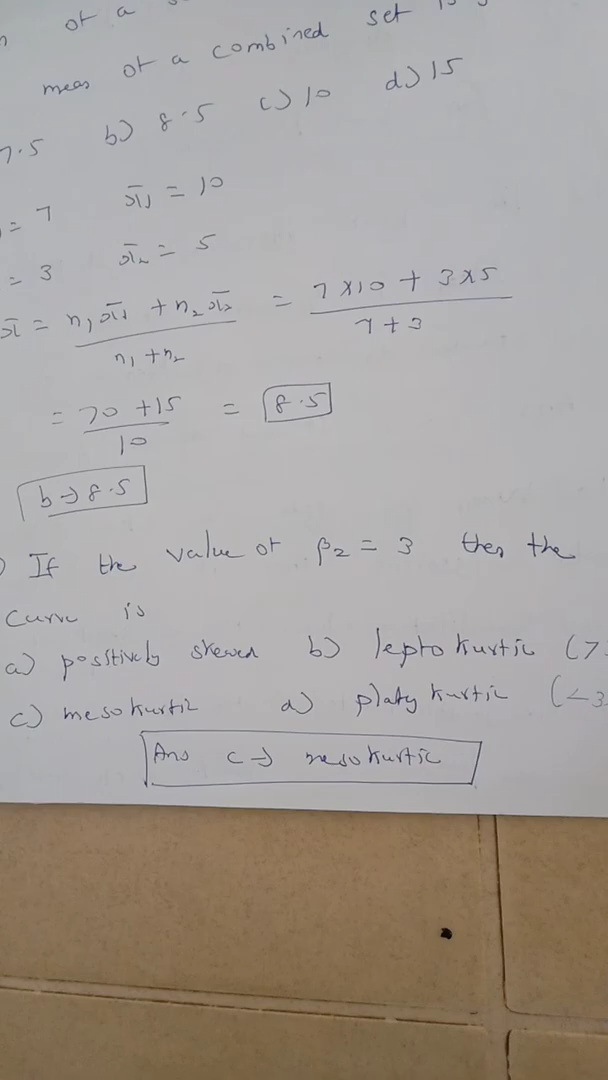 of a
mean of a combined set is
7.5 b) 8.5 c) 10 d) 15
= 7 x̄₁ = 10
= 3 x̄₂ = 5
x̄ = n₁x̄₁ + n₂x̄₂ / n₁ + n₂ = 7×10 + 3×5 / 7+3
= 70 + 15 / 10 = 8.5
b → 8.5
) If the value of β₂ = 3 then the
curve is
a) positively skewed b) leptokurtic (>
c) mesokurtic d) platykurtic (<3
Ans c → mesokurtic